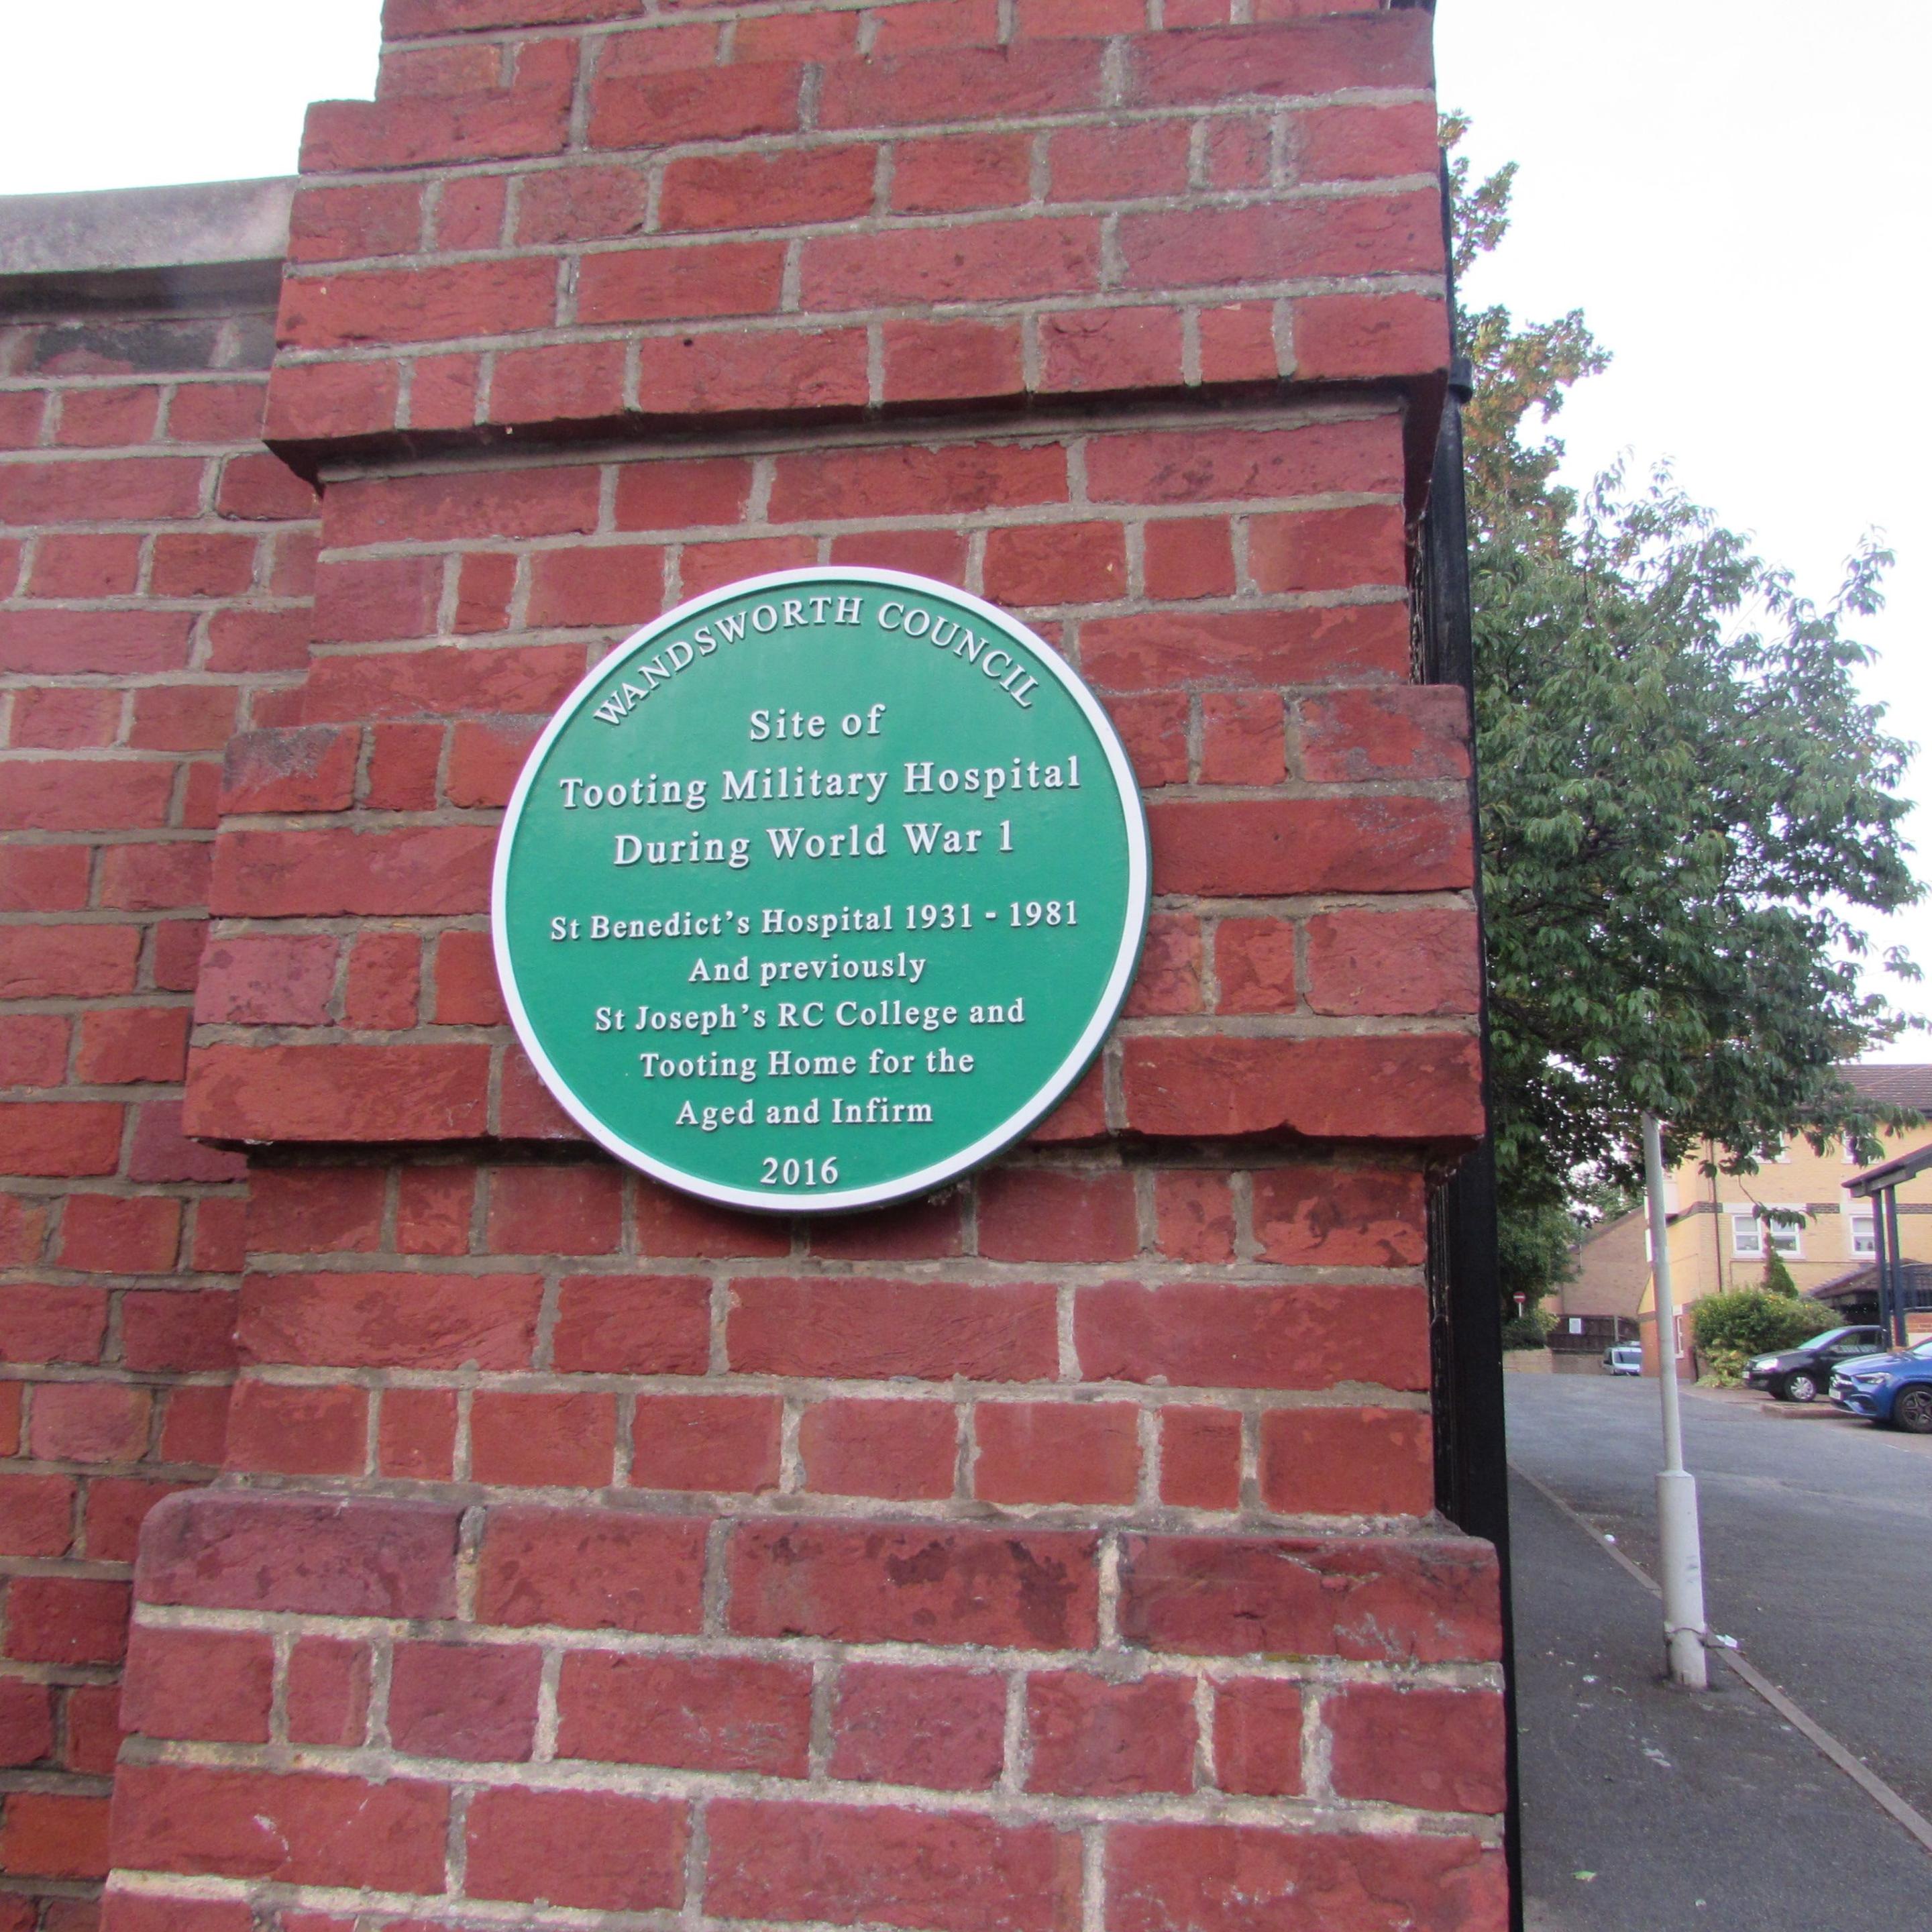 WANDSWORTH COUNCIL
Site of
Tooting Military Hospital
During World War 1
St Benedict's Hospital 1931 - 1981
And previously
St Joseph's RC College and
Tooting Home for the
Aged and Infirm
2016